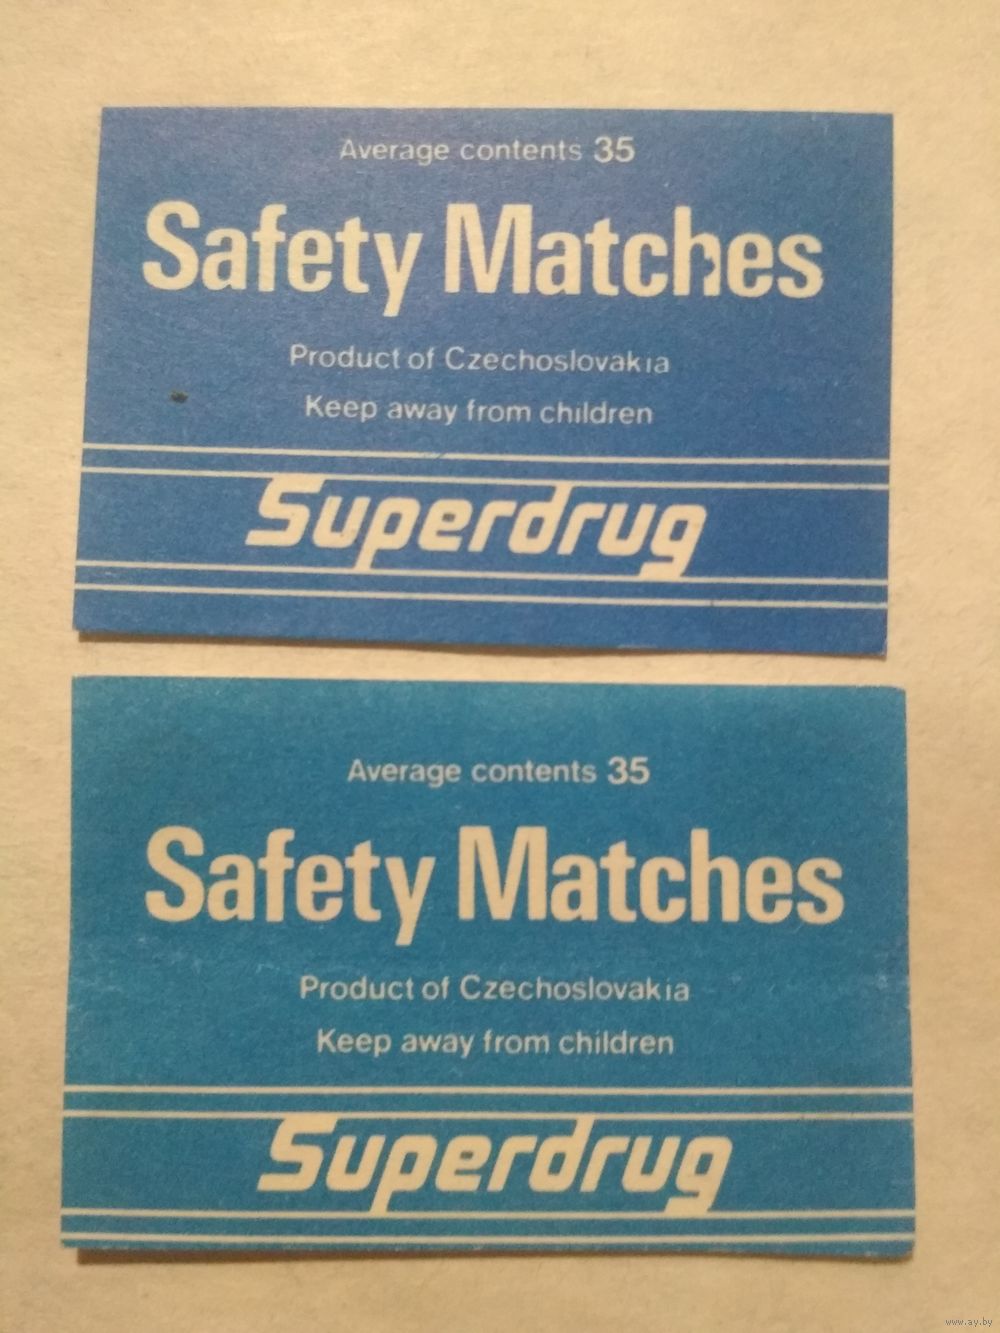 Average contents 35
Safety Matches
Product of Czechoslovakia
Keep away from children
Superdrug
Average contents 35
Safety Matches
Product of Czechoslovakia
Keep away from children
Superdrug
www.ay.by